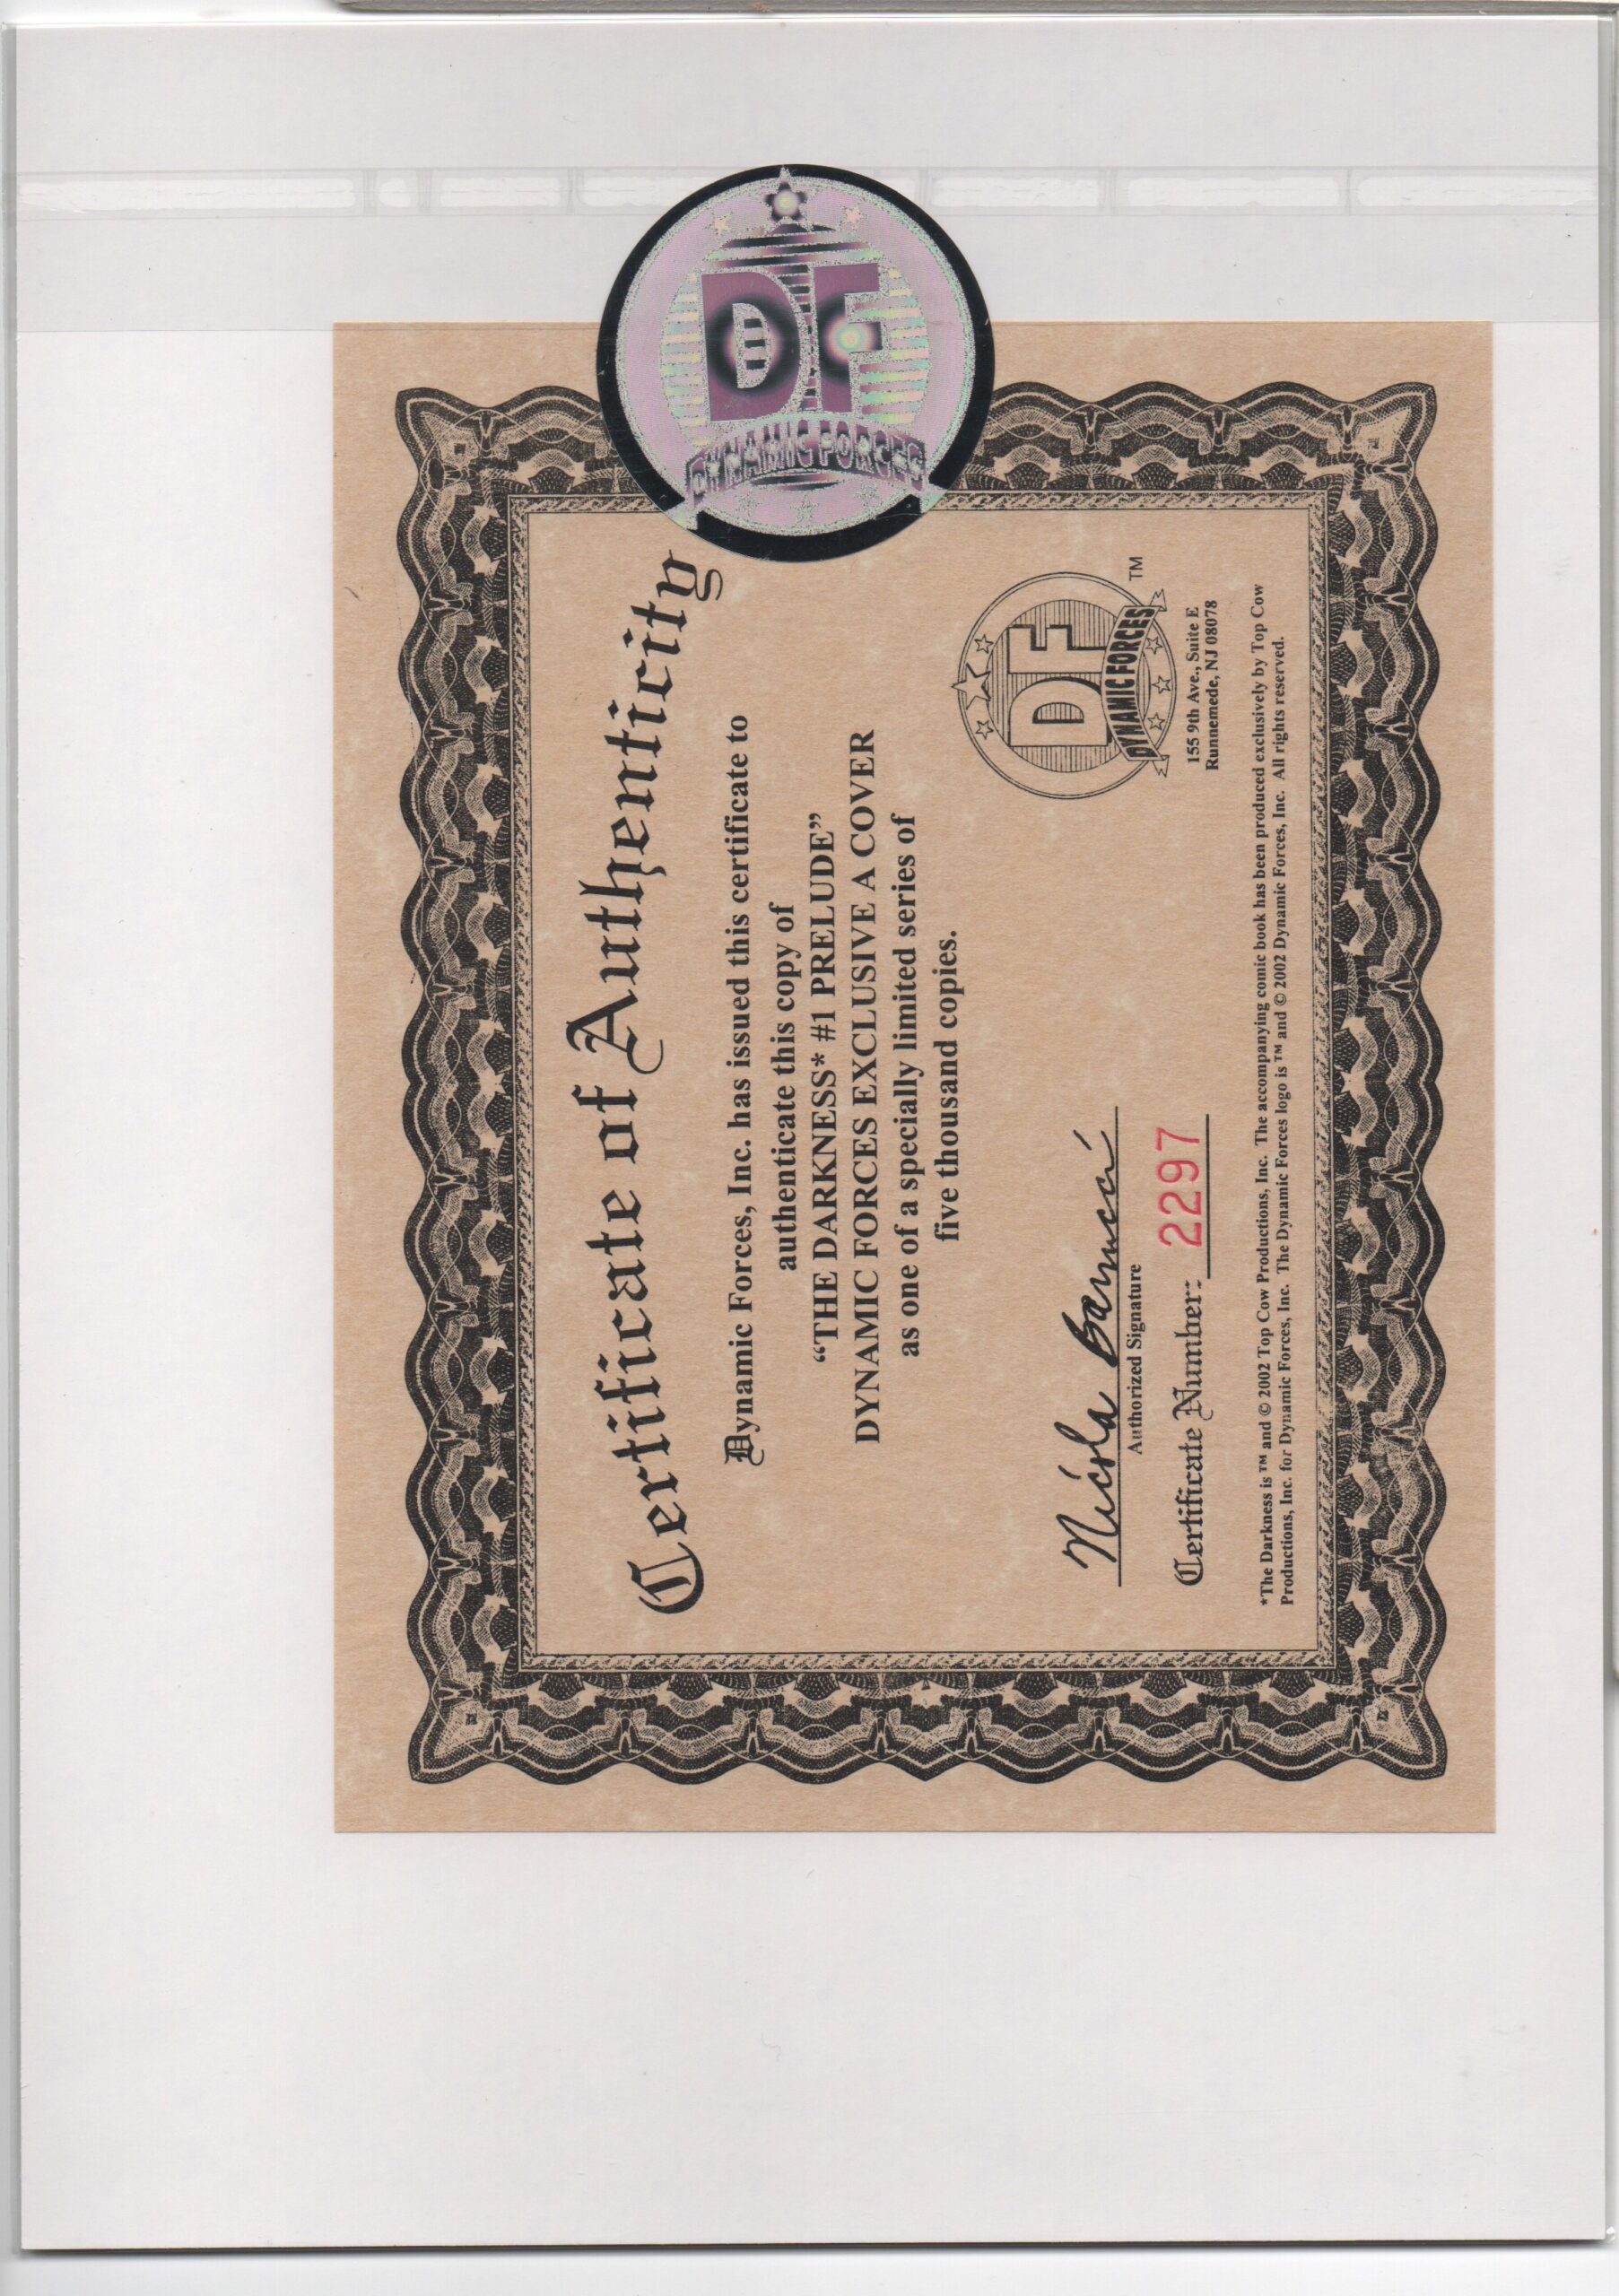 DF
DYNAMIC FORCES
Certificate of Authenticity
Dynamic Forces, Inc. has issued this certificate to
authenticate this copy of
“THE DARKNESS* #1 PRELUDE”
DYNAMIC FORCES EXCLUSIVE A COVER
as one of a specially limited series of
five thousand copies.
Nicola Barrucci
Authorized Signature
Certificate Number: 2297
DF
DYNAMIC FORCES
TM
155 9th Ave., Suite E
Runnemede, NJ 08078
*The Darkness is ™ and © 2002 Top Cow Productions, Inc. The accompanying comic book has been produced exclusively by Top Cow
Productions, Inc. for Dynamic Forces, Inc. The Dynamic Forces logo is ™ and © 2002 Dynamic Forces, Inc. All rights reserved.